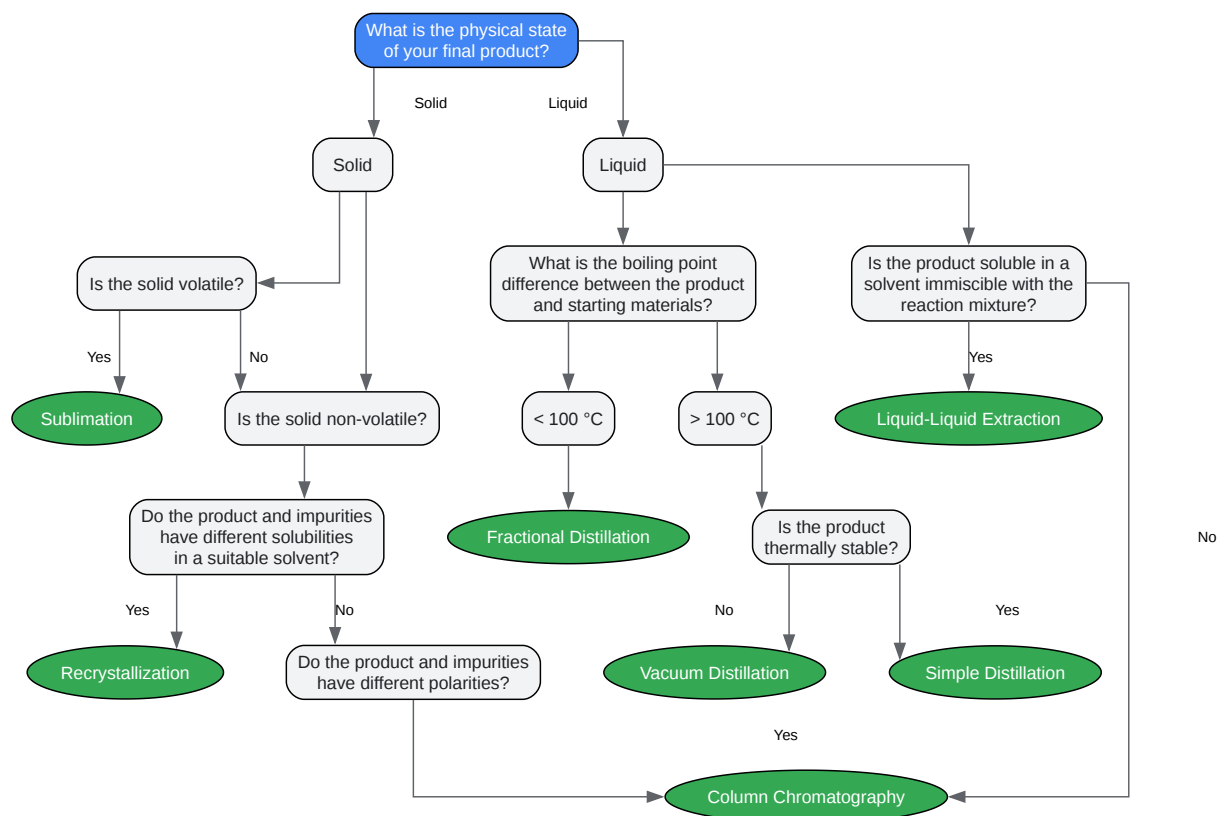 What is the physical state
of your final product?
Solid
Liquid
Solid
Liquid
Is the solid volatile?
What is the boiling point
difference between the product
and starting materials?
Is the product soluble in a
solvent immiscible with the
reaction mixture?
Yes
No
Yes
Sublimation
Is the solid non-volatile?
< 100 °C
> 100 °C
Liquid-Liquid Extraction
Do the product and impurities
have different solubilities
in a suitable solvent?
Fractional Distillation
Is the product
thermally stable?
No
Yes
No
No
Yes
Recrystallization
Do the product and impurities
have different polarities?
Vacuum Distillation
Simple Distillation
Yes
Column Chromatography